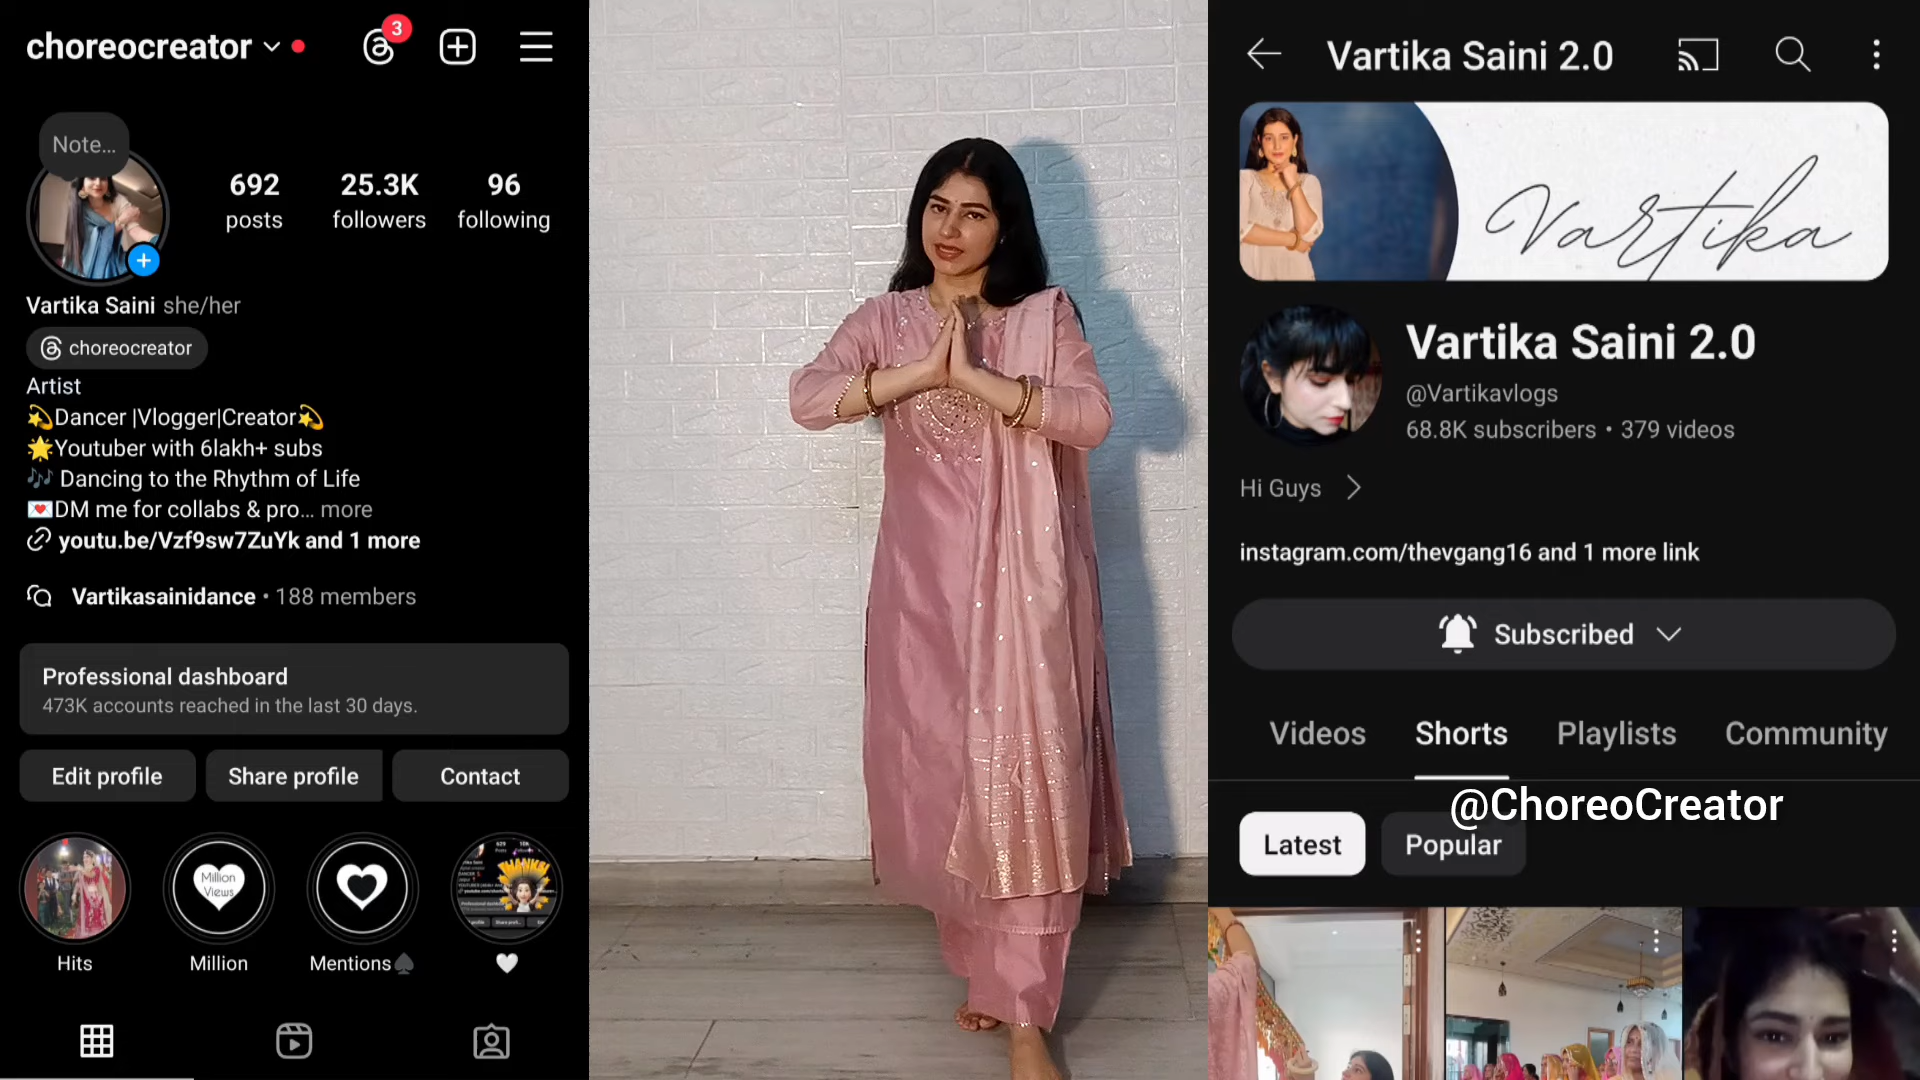 choreocreator
3
Note...
692
posts
25.3K
followers
96
following
Vartika Saini she/her
choreocreator
Artist
💫Dancer |Vlogger|Creator💫
🌟Youtuber with 6lakh+ subs
🎶 Dancing to the Rhythm of Life
💌DM me for collabs & pro... more
youtu.be/Vzf9sw7ZuYk and 1 more
Vartikasainidance • 188 members
Professional dashboard
473K accounts reached in the last 30 days.
Edit profile
Share profile
Contact
Million
Views
THANKS!
Hits
Million
Mentions♠
🤍
Vartika Saini 2.0
Vartika
Vartika Saini 2.0
@Vartikavlogs
68.8K subscribers • 379 videos
Hi Guys
instagram.com/thevgang16 and 1 more link
Subscribed
Videos
Shorts
Playlists
Community
@ChoreoCreator
Latest
Popular